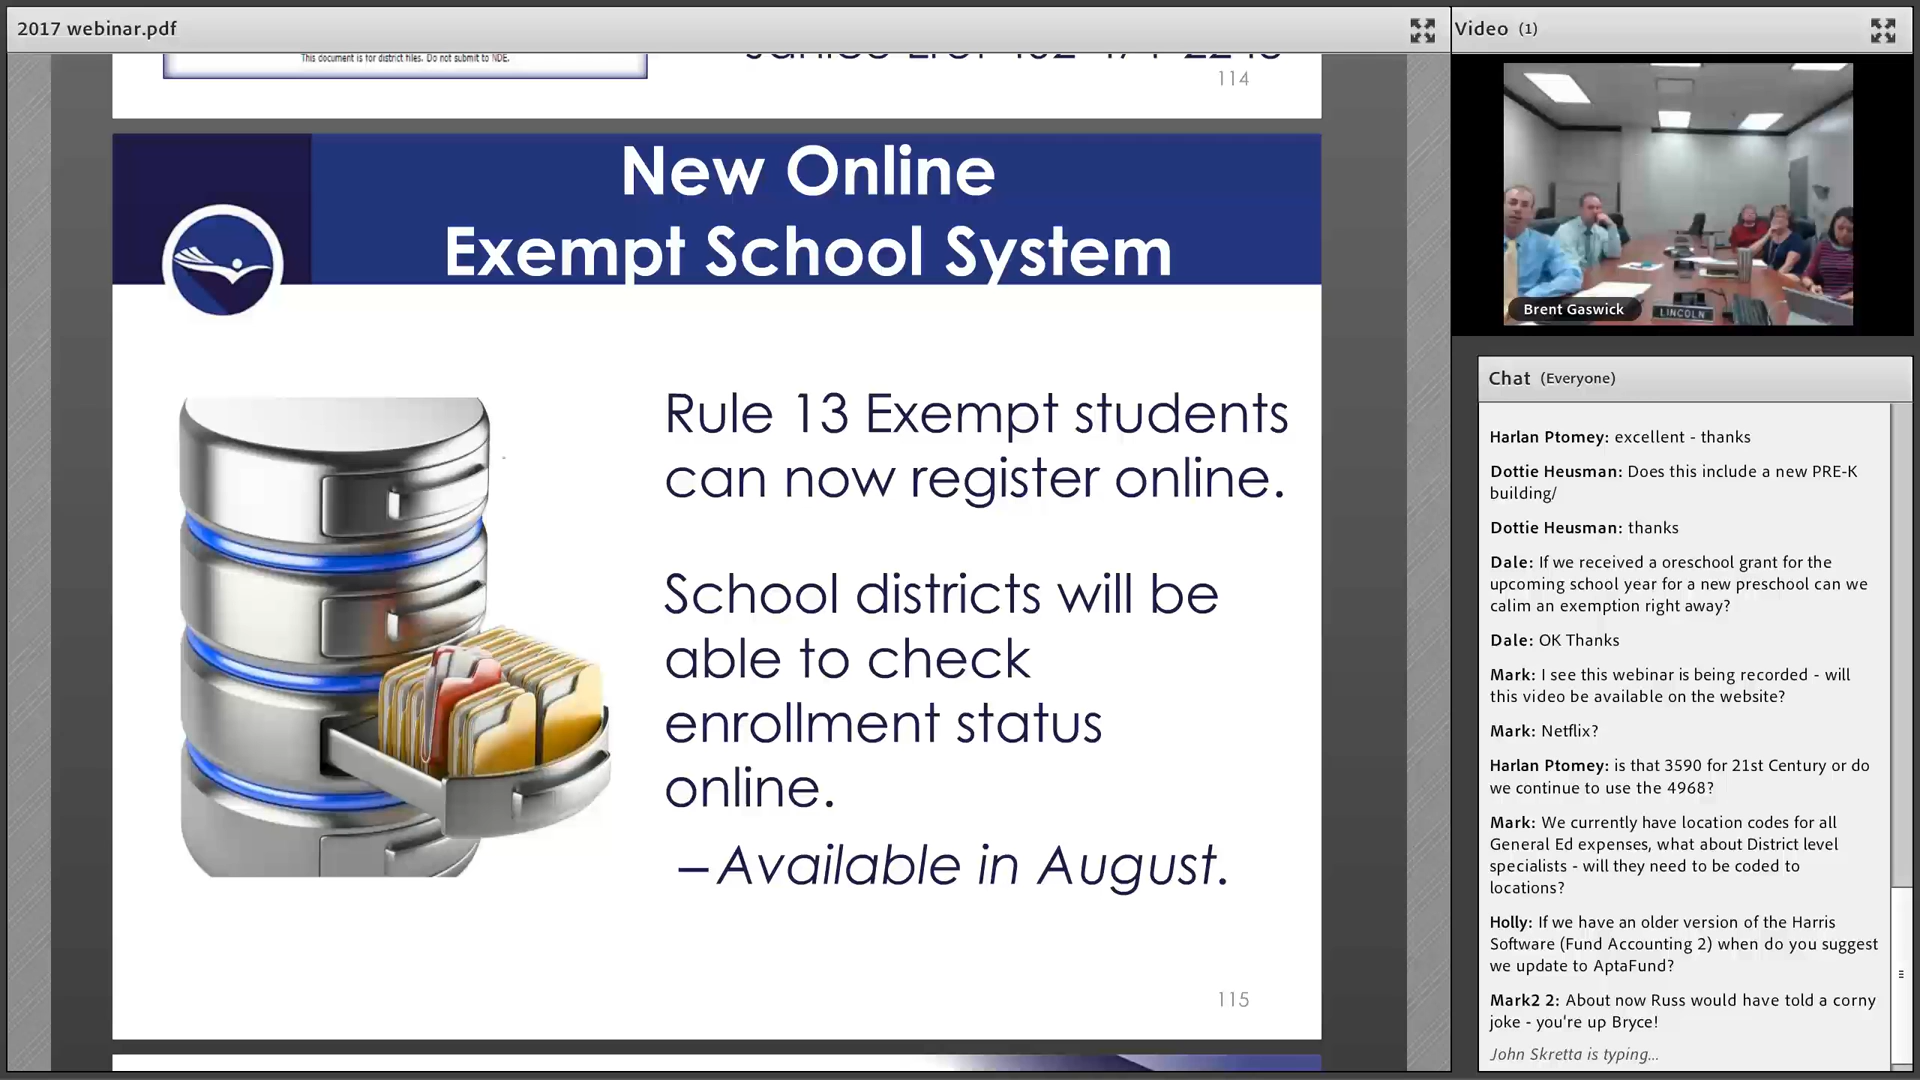 2017 webinar.pdf
This document is for district files. Do not submit to NDE.
114
New Online
Exempt School System
Rule 13 Exempt students
can now register online.
School districts will be
able to check
enrollment status
online.
–Available in August.
115
Video (1)
Brent Gaswick
LINCOLN
Chat (Everyone)
Harlan Ptomey: excellent - thanks
Dottie Heusman: Does this include a new PRE-K
building/
Dottie Heusman: thanks
Dale: If we received a oreschool grant for the
upcoming school year for a new preschool can we
calim an exemption right away?
Dale: OK Thanks
Mark: I see this webinar is being recorded - will
this video be available on the website?
Mark: Netflix?
Harlan Ptomey: is that 3590 for 21st Century or do
we continue to use the 4968?
Mark: We currently have location codes for all
General Ed expenses, what about District level
specialists - will they need to be coded to
locations?
Holly: If we have an older version of the Harris
Software (Fund Accounting 2) when do you suggest
we update to AptaFund?
Mark2 2: About now Russ would have told a corny
joke - you're up Bryce!
John Skretta is typing...